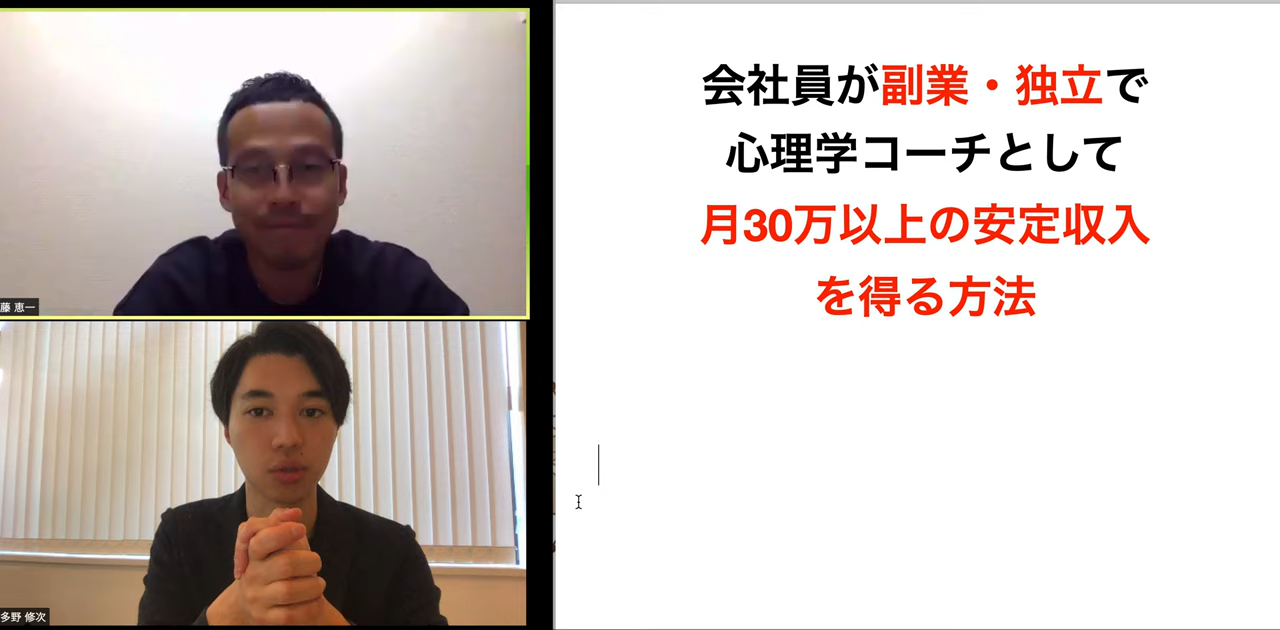 藤 恵一
多野 修次
会社員が副業・独立で
心理学コーチとして
月30万以上の安定収入
を得る方法